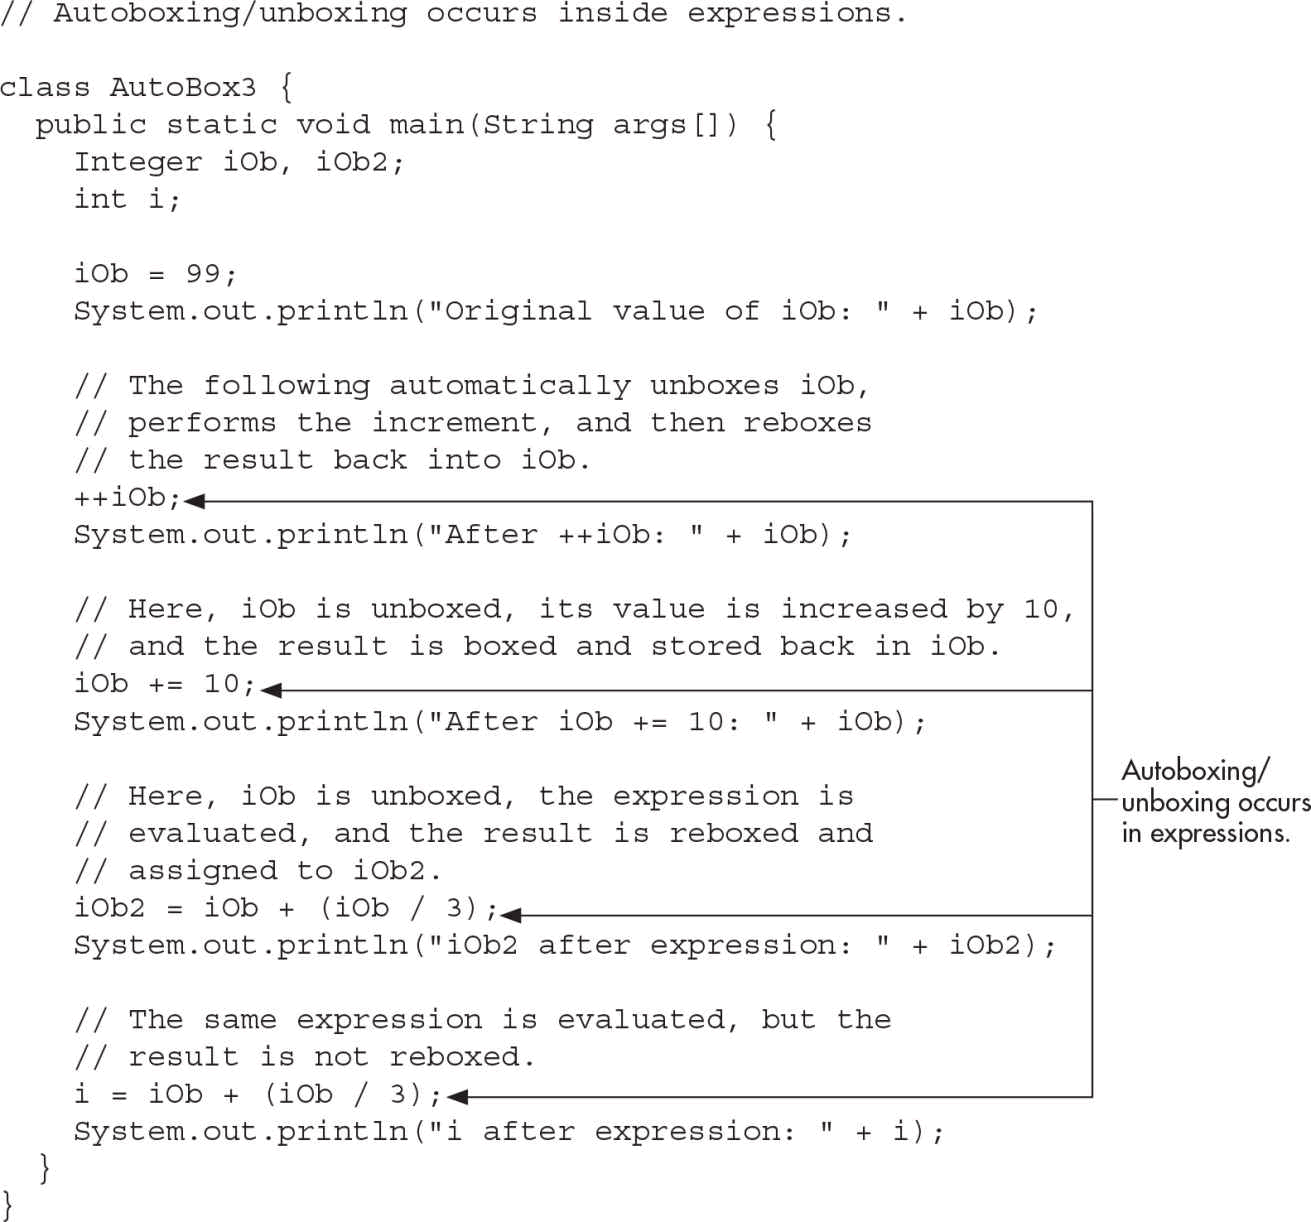 // Autoboxing/unboxing occurs inside expressions.

class AutoBox3 {
  public static void main(String args[]) {
    Integer iOb, iOb2;
    int i;

    iOb = 99;
    System.out.println("Original value of iOb: " + iOb);

    // The following automatically unboxes iOb,
    // performs the increment, and then reboxes
    // the result back into iOb.
    ++iOb;
    System.out.println("After ++iOb: " + iOb);

    // Here, iOb is unboxed, its value is increased by 10,
    // and the result is boxed and stored back in iOb.
    iOb += 10;
    System.out.println("After iOb += 10: " + iOb);

    // Here, iOb is unboxed, the expression is
    // evaluated, and the result is reboxed and
    // assigned to iOb2.
    iOb2 = iOb + (iOb / 3);
    System.out.println("iOb2 after expression: " + iOb2);

    // The same expression is evaluated, but the
    // result is not reboxed.
    i = iOb + (iOb / 3);
    System.out.println("i after expression: " + i);
  }
}
Autoboxing/
unboxing occurs
in expressions.